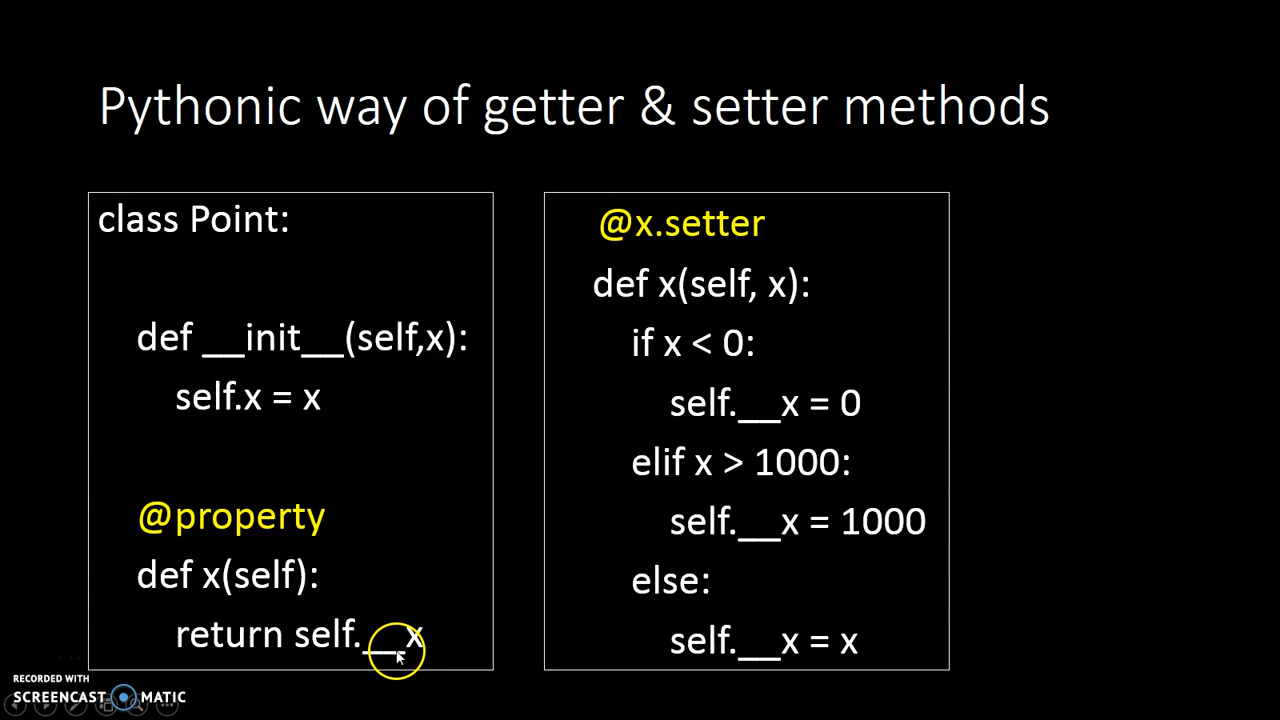 Pythonic way of getter & setter methods
class Point:
def __init__(self,x):
self.x = x
@property
def x(self):
return self.__x
@x.setter
def x(self, x):
if x < 0:
self.__x = 0
elif x > 1000:
self.__x = 1000
else:
self.__x = x
RECORDED WITH
SCREENCAST MATIC